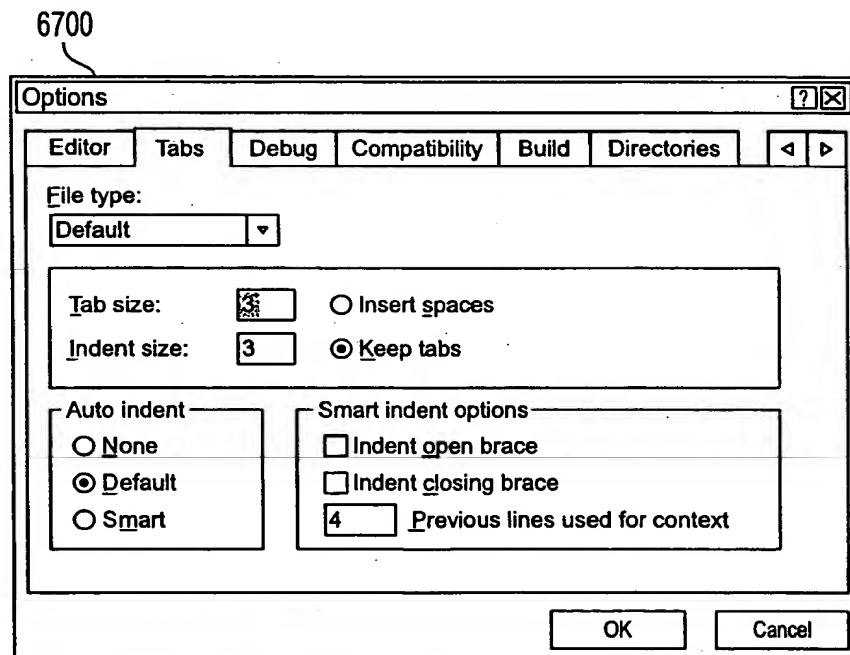 6700
Options
Editor Tabs Debug Compatibility Build Directories
File type:
Default
Tab size: 3 Insert spaces
Indent size: 3 Keep tabs
Auto indent
None
Default
Smart
Smart indent options
Indent open brace
Indent closing brace
4 Previous lines used for context
OK Cancel